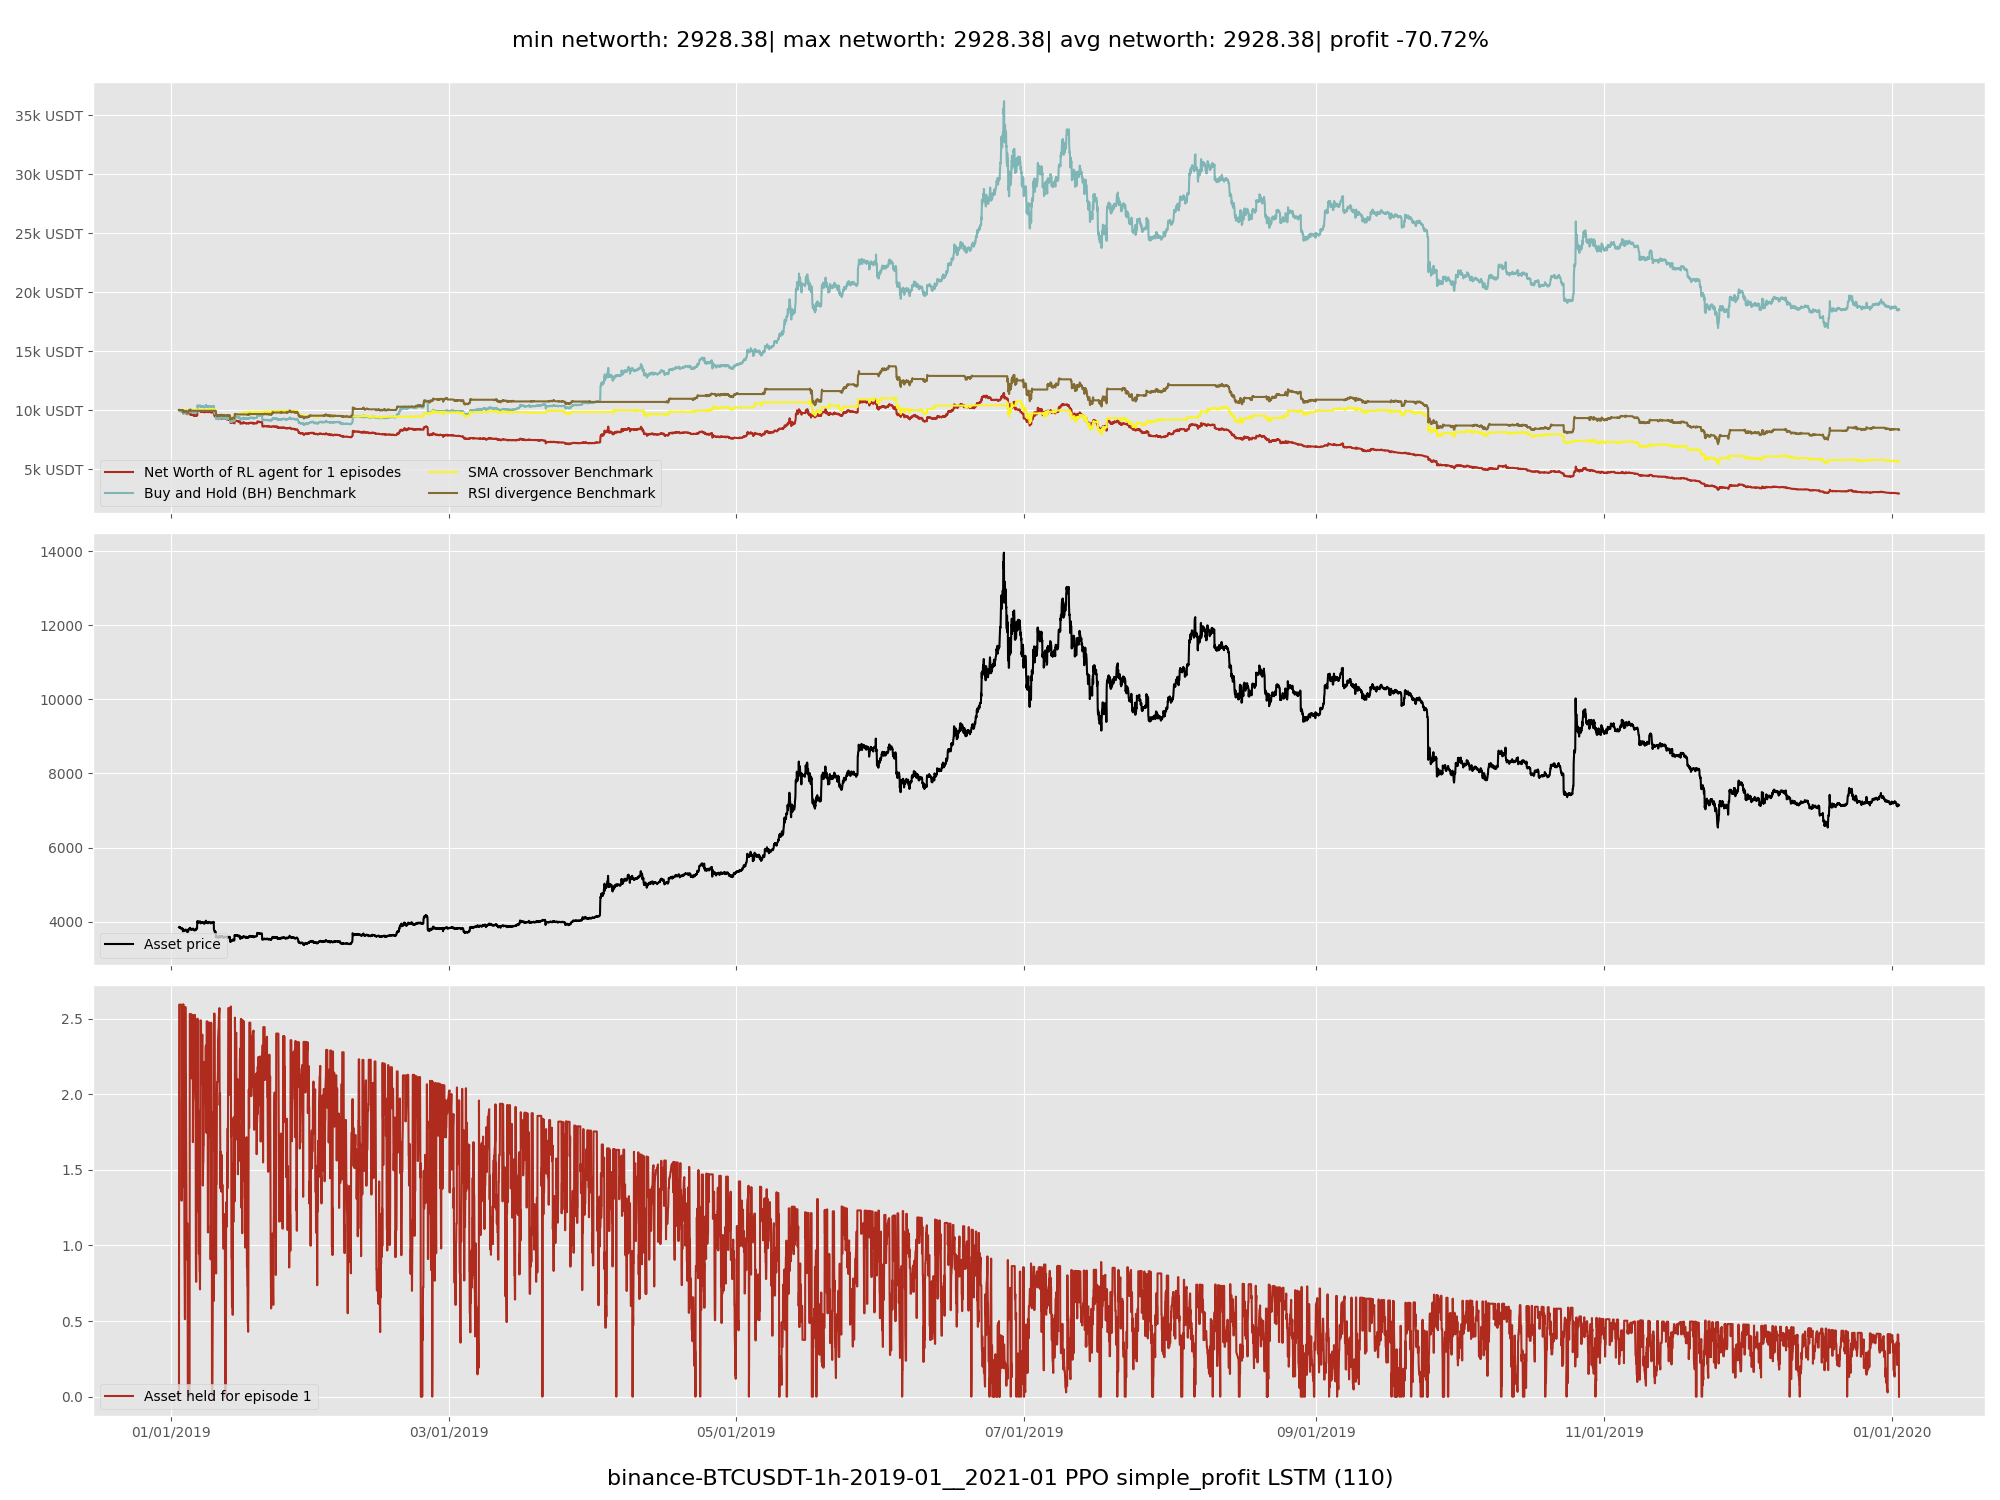 min networth: 2928.38| max networth: 2928.38| avg networth: 2928.38| profit -70.72%
35k USDT
30k USDT
25k USDT
20k USDT
15k USDT
10k USDT
5k USDT
Net Worth of RL agent for 1 episodes
Buy and Hold (BH) Benchmark
SMA crossover Benchmark
RSI divergence Benchmark
14000
12000
10000
8000
6000
4000
Asset price
2.5
2.0
1.5
1.0
0.5
0.0
Asset held for episode 1
01/01/2019 03/01/2019 05/01/2019 07/01/2019 09/01/2019 11/01/2019 01/01/2020
binance-BTCUSDT-1h-2019-01__2021-01 PPO simple_profit LSTM (110)